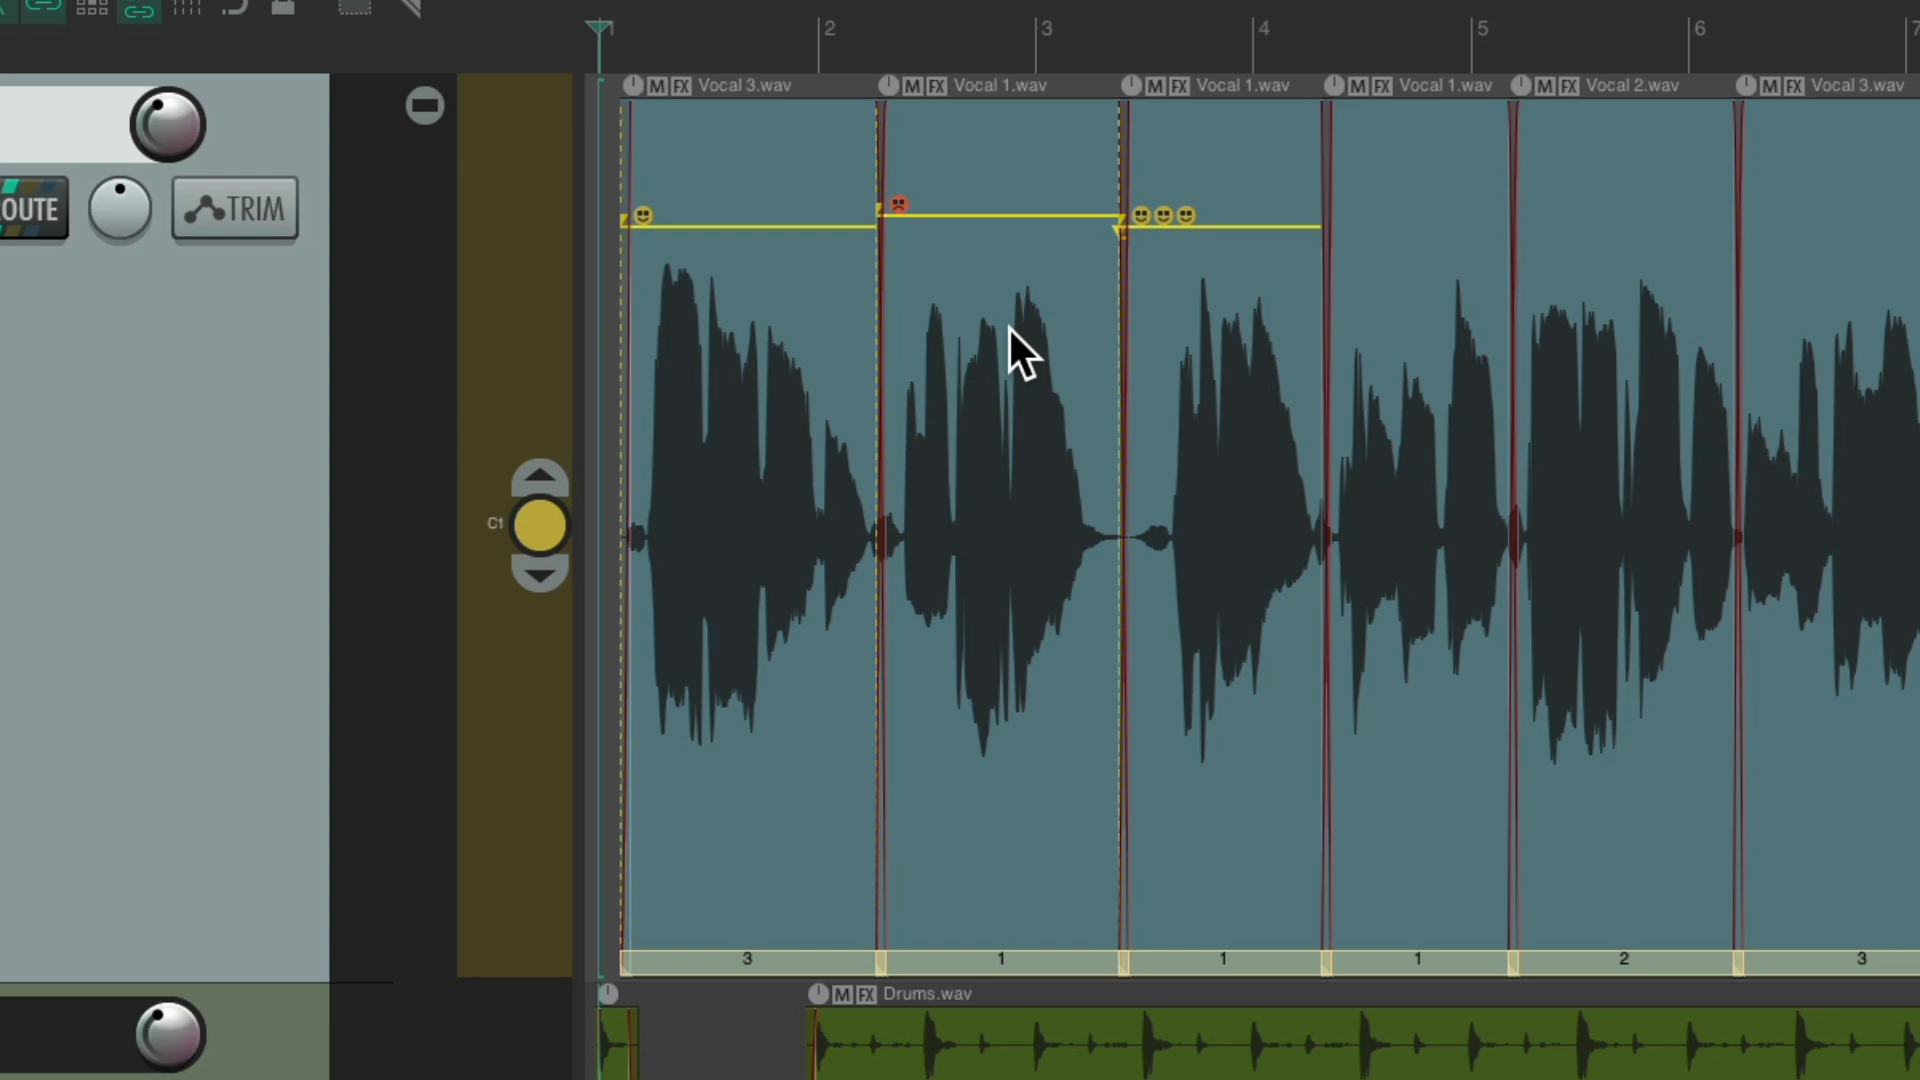 1 2 3 4 5 6 7
M FX Vocal 3.wav M FX Vocal 1.wav M FX Vocal 1.wav M FX Vocal 1.wav M FX Vocal 2.wav M FX Vocal 3.wav
OUTE TRIM
C1
3 1 1 1 2 3
M FX Drums.wav